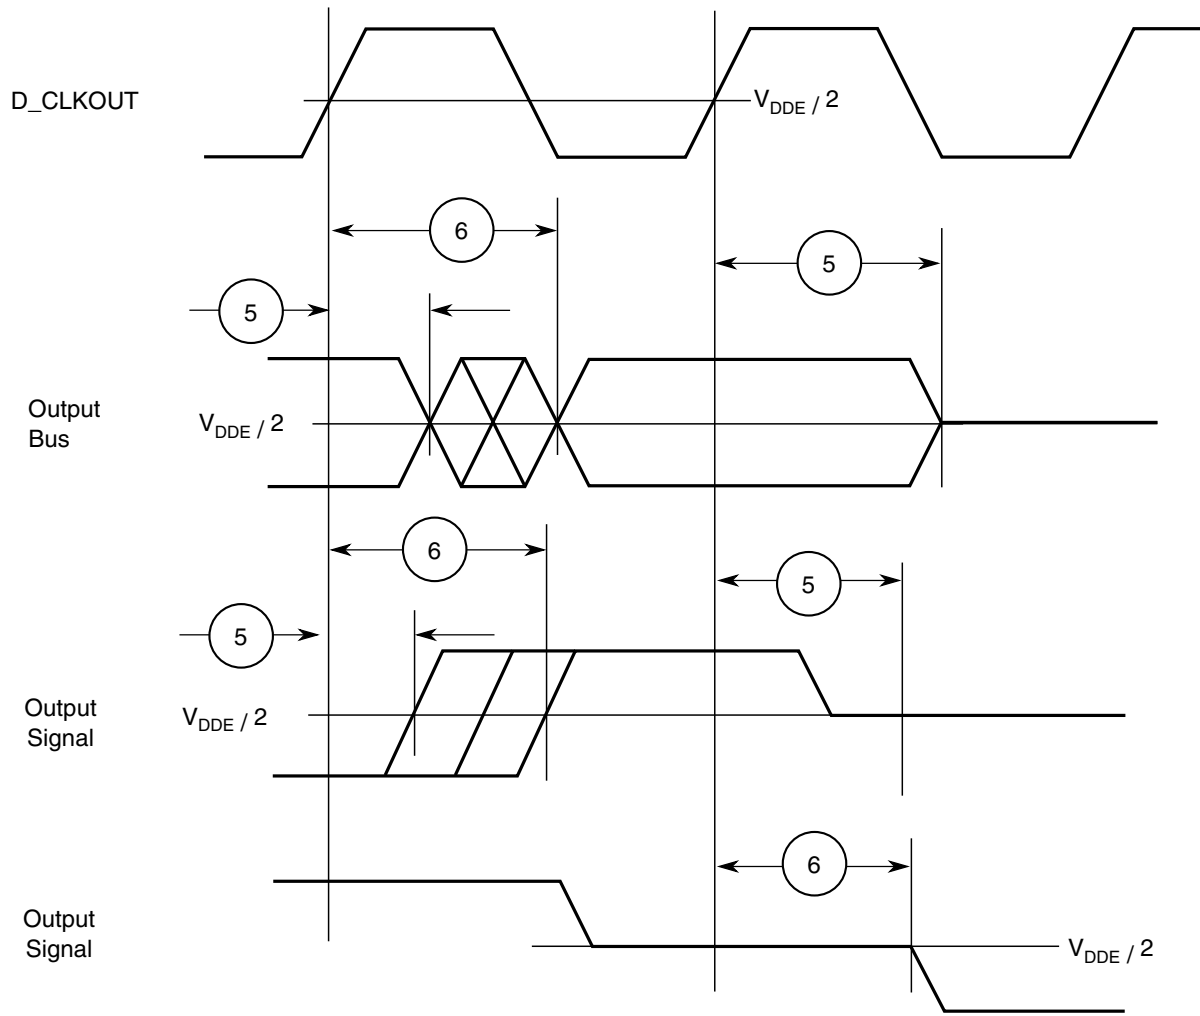 D_CLKOUT
V_DDE / 2
6
5
5
Output
Bus
V_DDE / 2
6
5
5
Output
Signal
V_DDE / 2
6
Output
Signal
V_DDE / 2